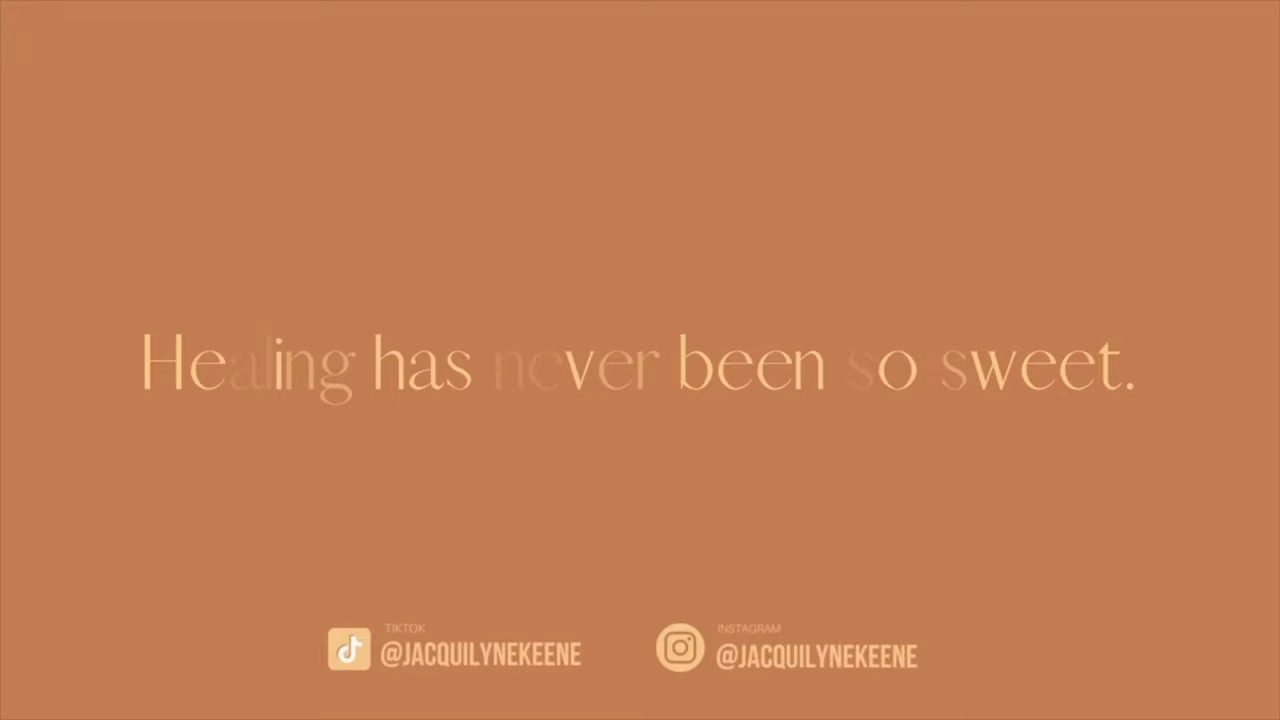 Healing has never been so sweet.
TIKTOK
@JACQUILYNEKEENE
INSTAGRAM
@JACQUILYNEKEENE